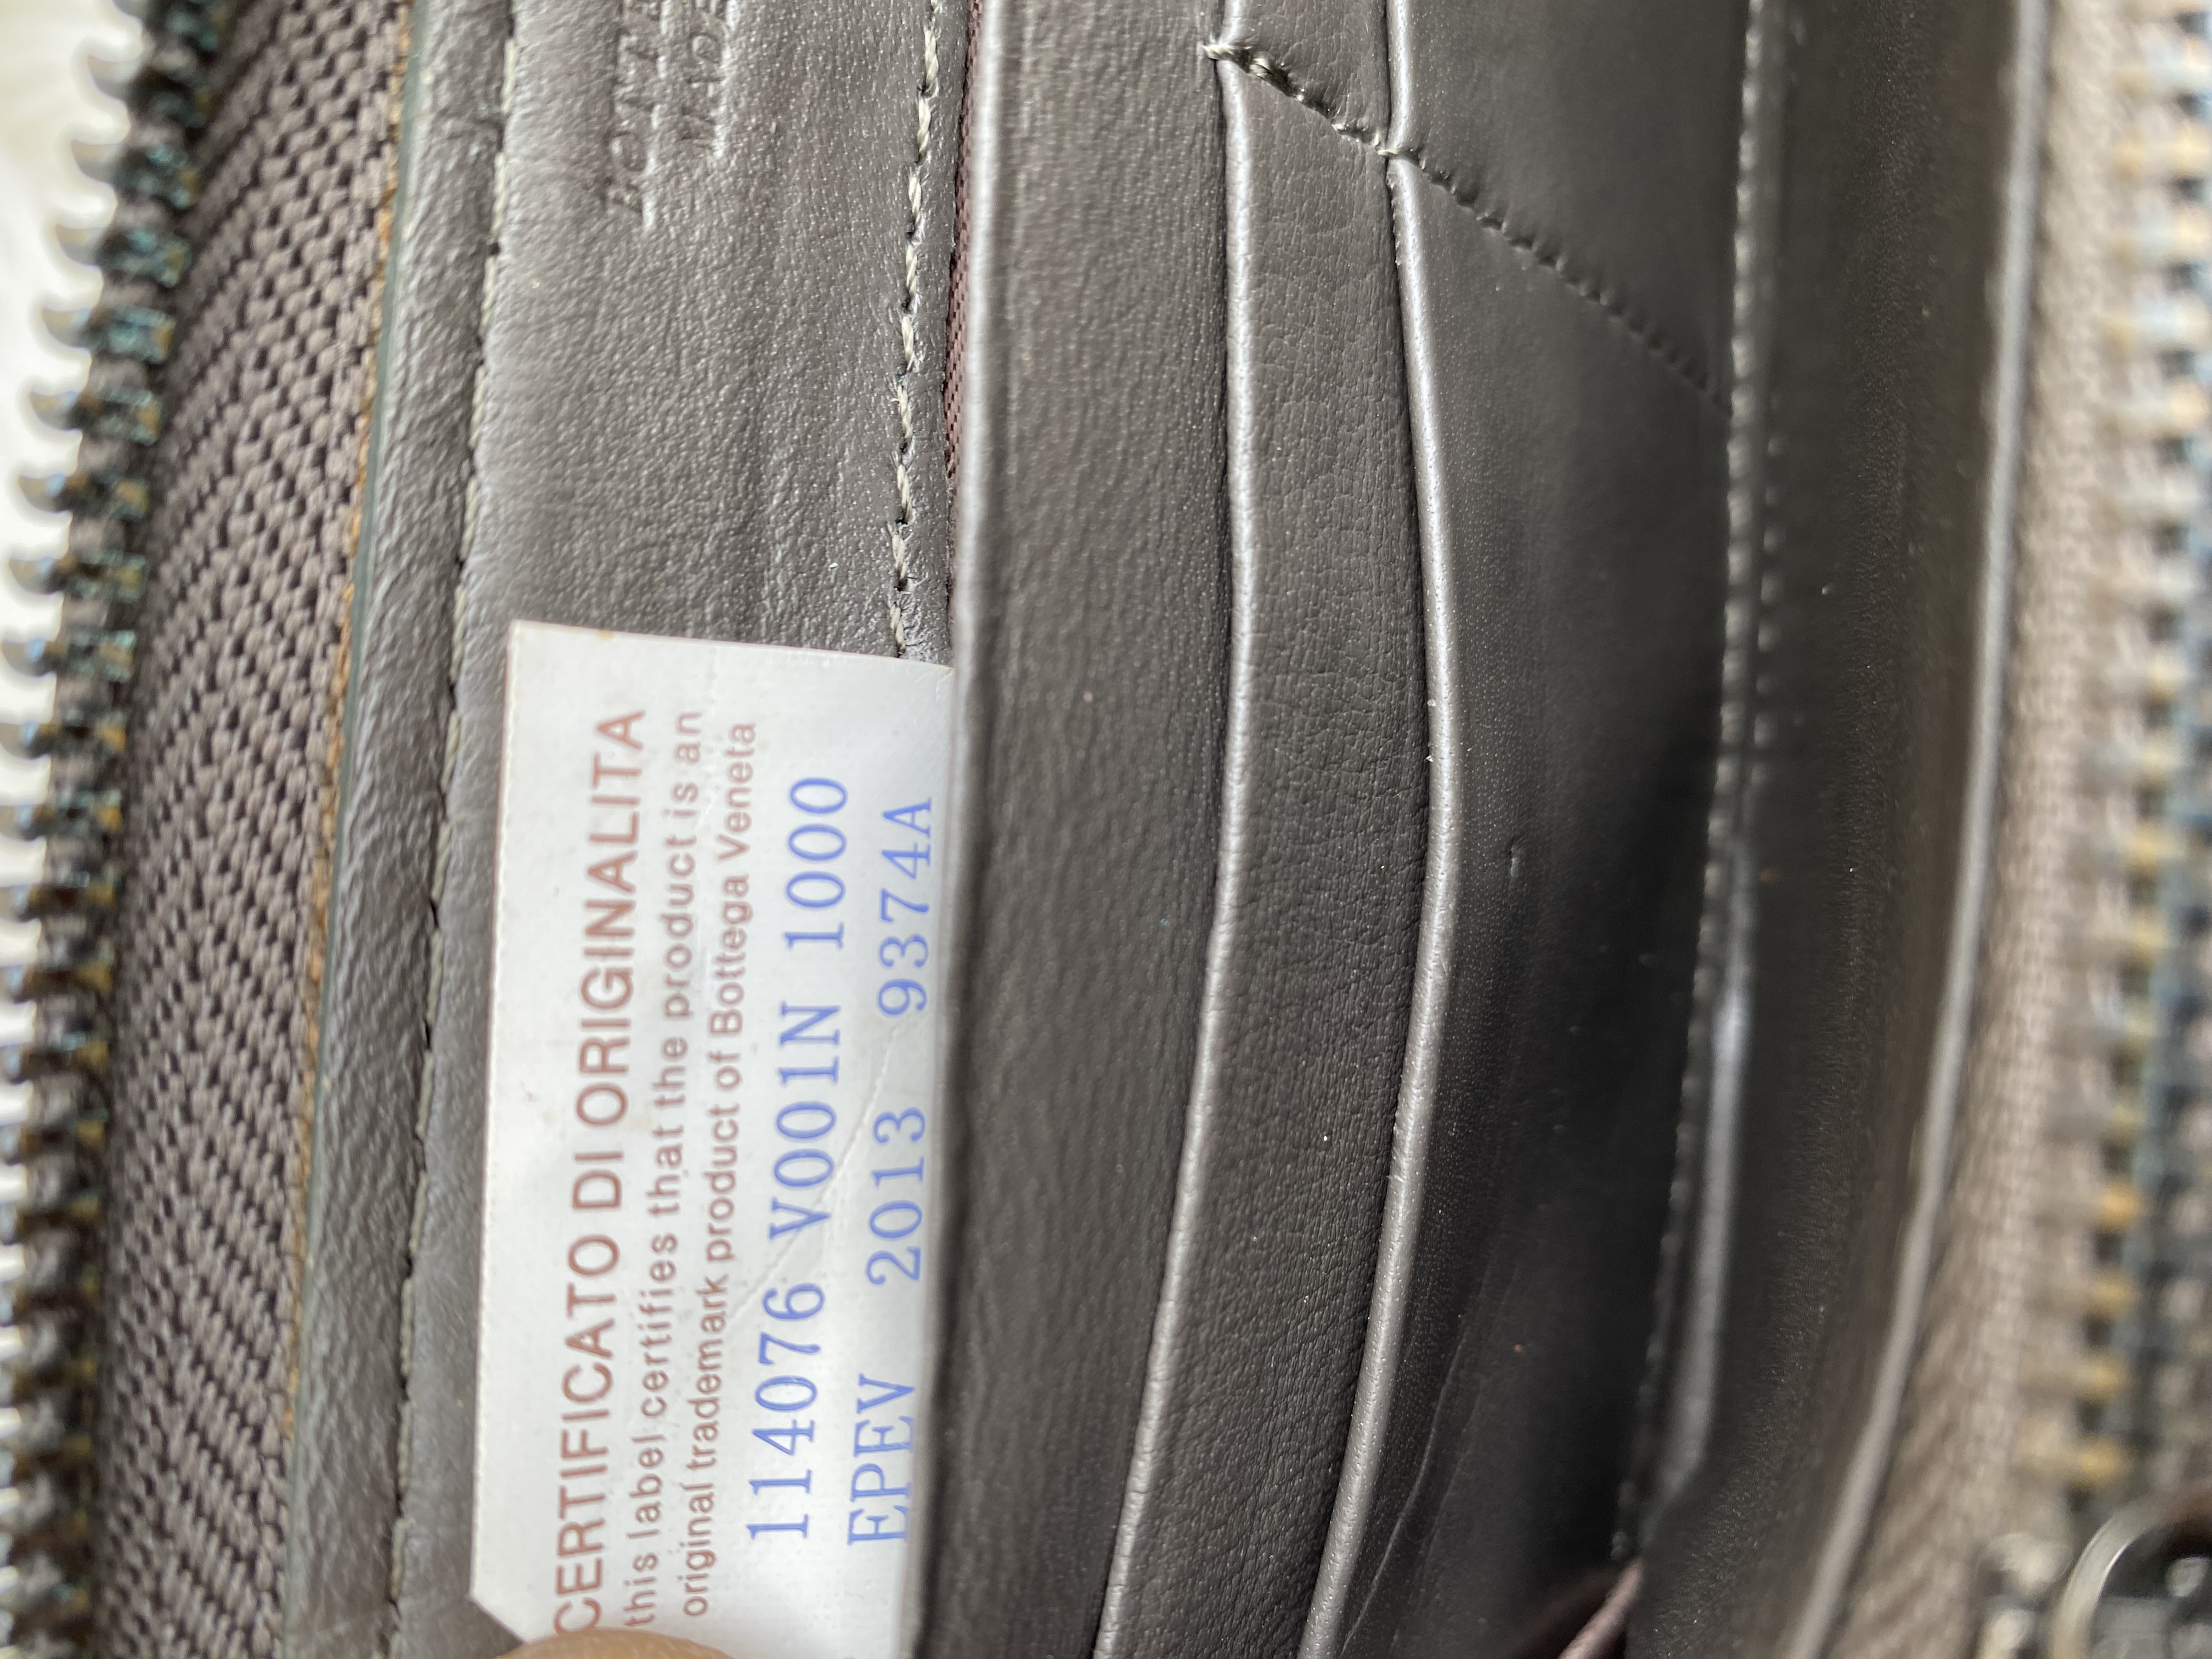 CERTIFICATO DI ORIGINALITA
this label certifies that the product is an
original trademark product of Bottega Veneta
114076 V001N 1000
EPEV 2013 9374A